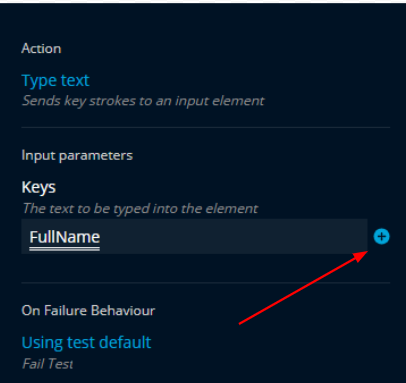 Action
Type text
Sends key strokes to an input element
Input parameters
Keys
The text to be typed into the element
FullName
On Failure Behaviour
Using test default
Fail Test